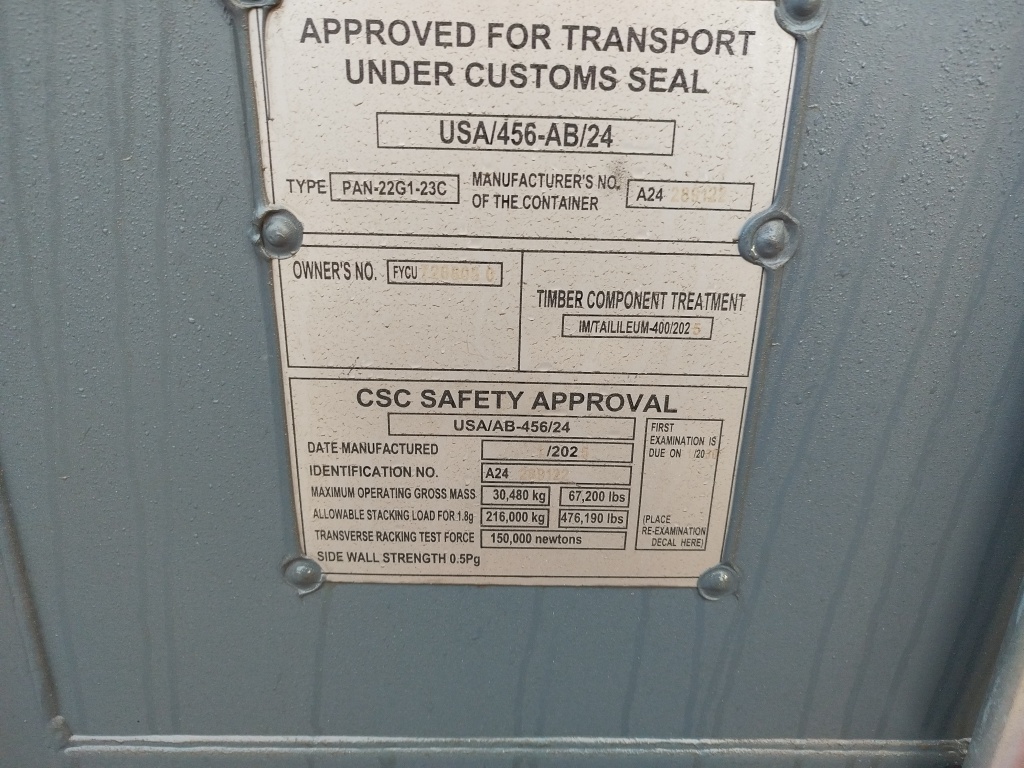 APPROVED FOR TRANSPORT
UNDER CUSTOMS SEAL
USA/456-AB/24
TYPE PAN-22G1-23C MANUFACTURER'S NO. OF THE CONTAINER A24
OWNER'S NO. FYCU
TIMBER COMPONENT TREATMENT
IM/TAILILEUM-400/2025
CSC SAFETY APPROVAL
USA/AB-456/24
DATE MANUFACTURED /202
IDENTIFICATION NO. A24
MAXIMUM OPERATING GROSS MASS 30,480 kg 67,200 lbs
ALLOWABLE STACKING LOAD FOR 1.8g 216,000 kg 476,190 lbs
TRANSVERSE RACKING TEST FORCE 150,000 newtons
SIDE WALL STRENGTH 0.5Pg
FIRST
EXAMINATION IS
DUE ON /20
(PLACE
RE-EXAMINATION
DECAL HERE)